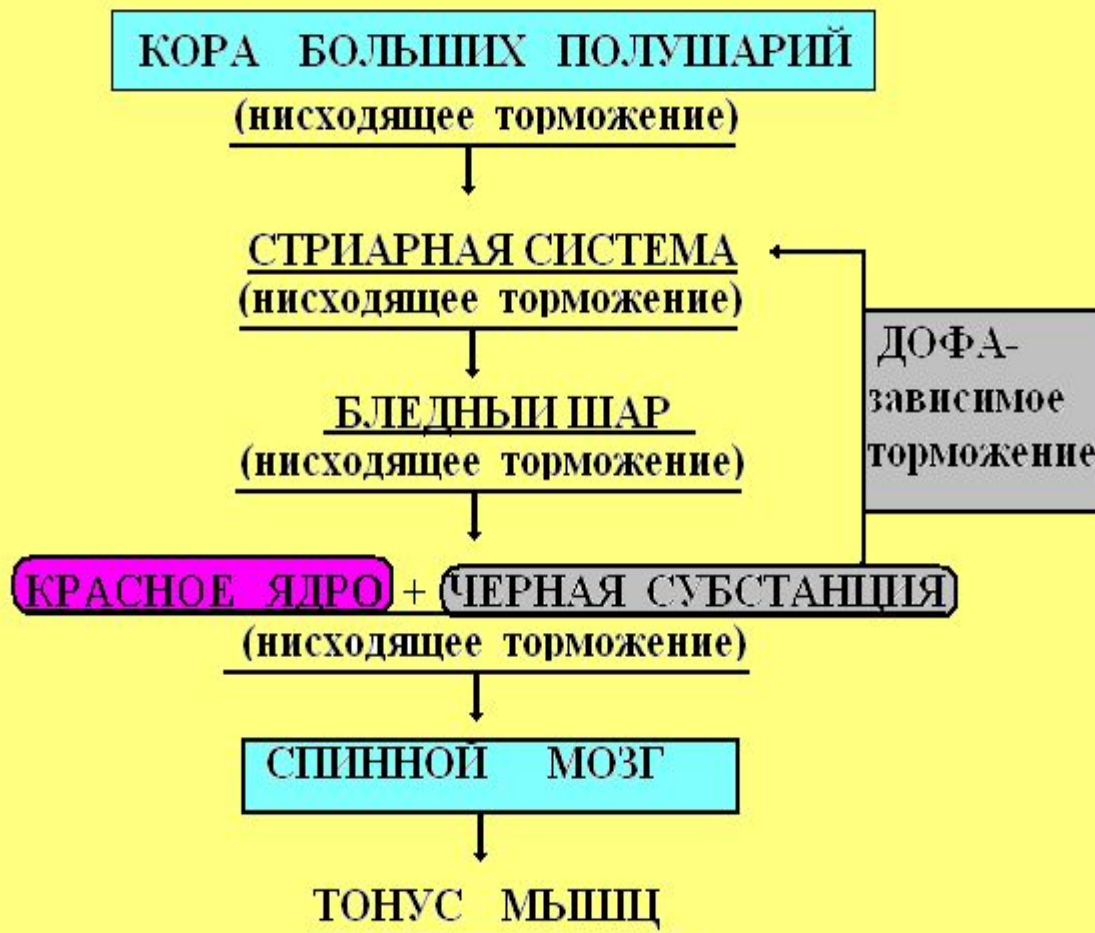 КОРА БОЛЬШИХ ПОЛУШАРИЙ
(нисходящее торможение)
СТРИАРНАЯ СИСТЕМА
(нисходящее торможение)
ДОФА-
зависимое
торможение
БЛЕДНЫЙ ШАР
(нисходящее торможение)
КРАСНОЕ ЯДРО + ЧЕРНАЯ СУБСТАНЦИЯ
(нисходящее торможение)
СПИННОЙ МОЗГ
ТОНУС МЫШЦ